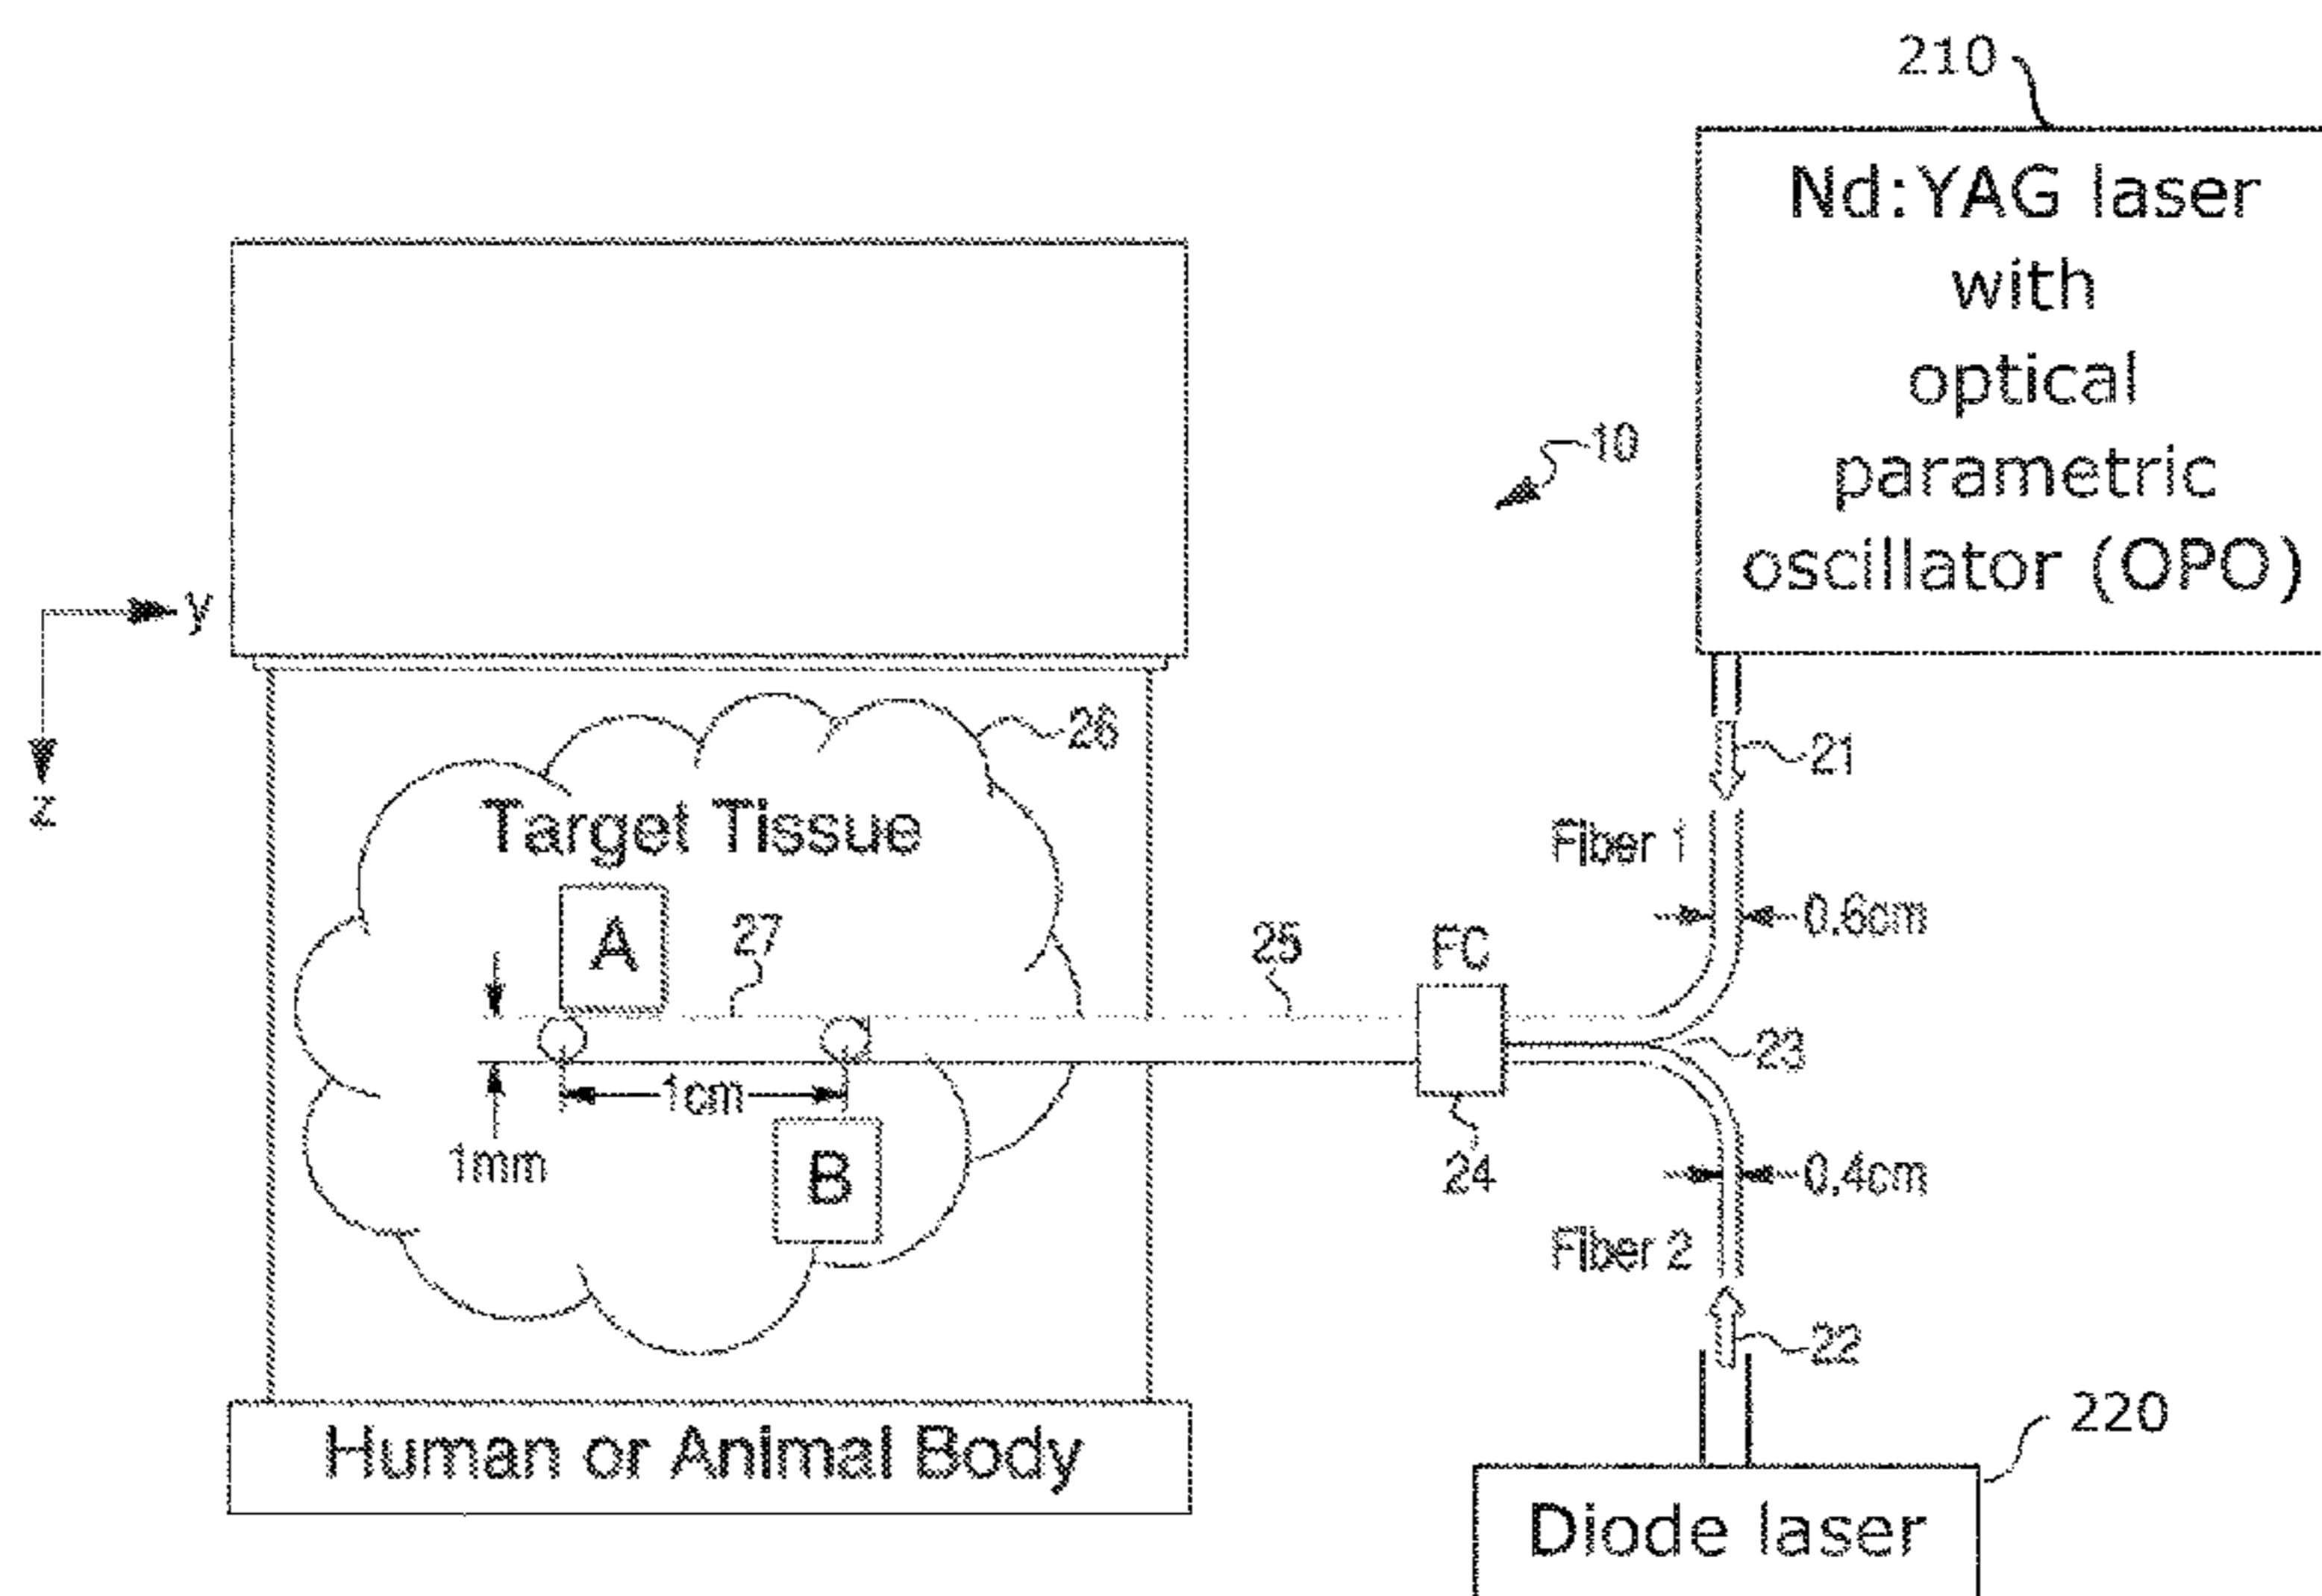 210
Nd:YAG laser
with
optical
parametric
oscillator (OPO)
10
y
z
26
21
Target Tissue
Fiber 1
A
27
25
FC
0.6cm
23
1cm
1mm
B
24
0.4cm
Fiber 2
22
220
Human or Animal Body
Diode laser